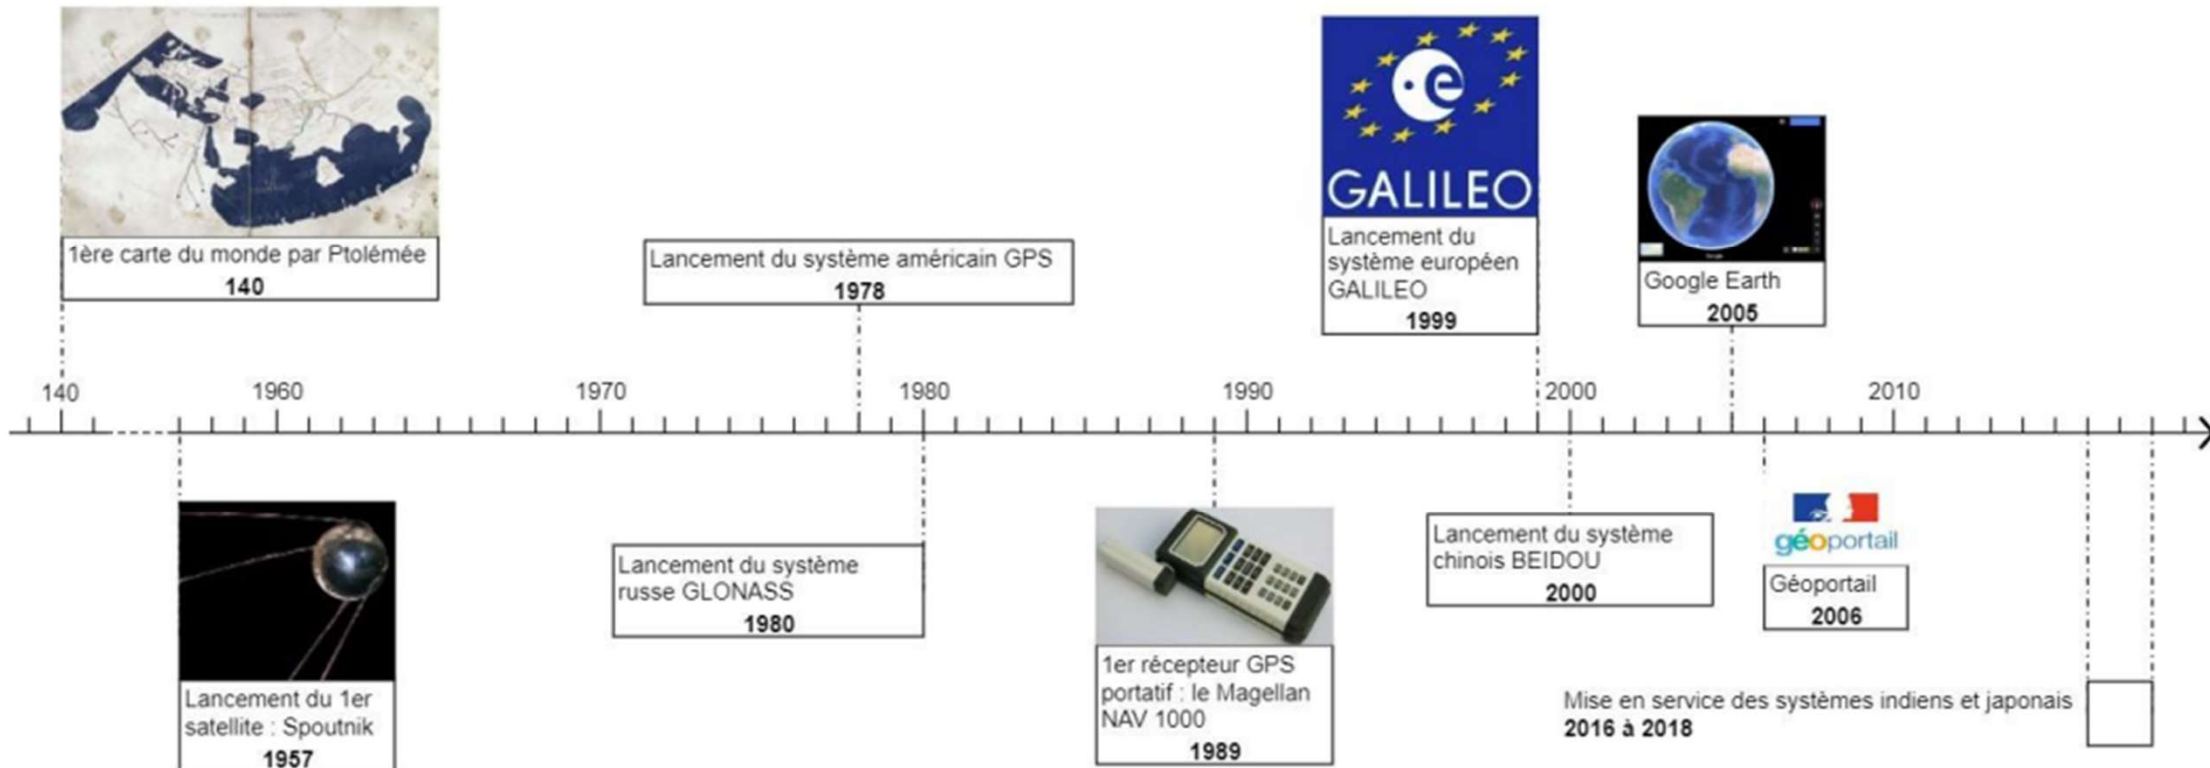 1ère carte du monde par Ptolémée
140
Lancement du système américain GPS
1978
GALILEO
Lancement du
système européen
GALILEO
1999
Google Earth
2005
140
1960
1970
1980
1990
2000
2010
Lancement du 1er
satellite : Spoutnik
1957
Lancement du système
russe GLONASS
1980
1er récepteur GPS
portatif : le Magellan
NAV 1000
1989
Lancement du système
chinois BEIDOU
2000
géoportail
Géoportail
2006
Mise en service des systèmes indiens et japonais
2016 à 2018